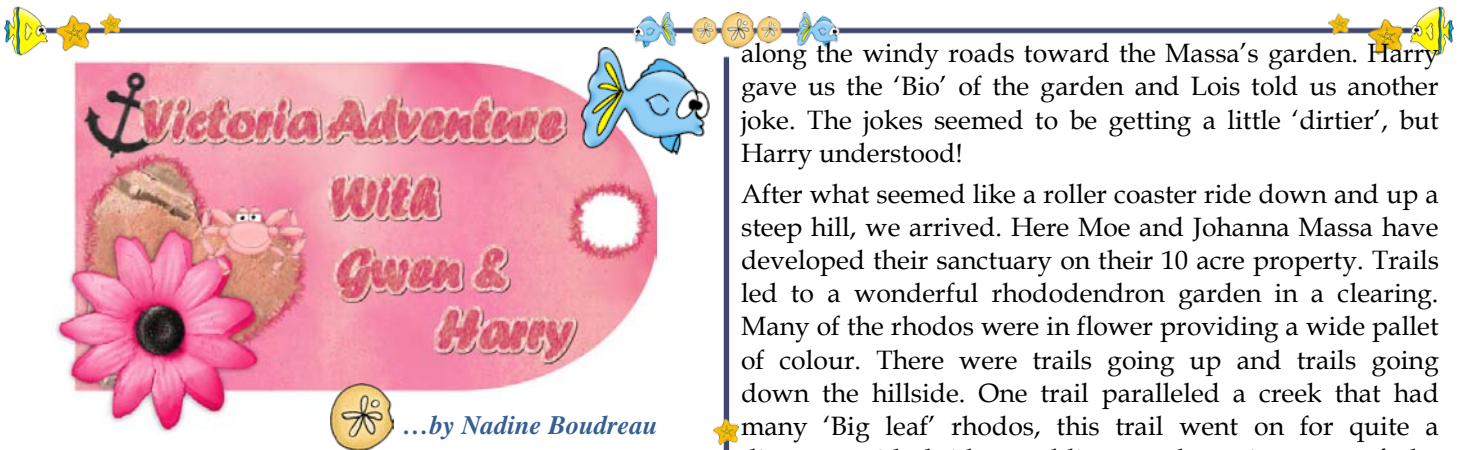 Victoria Adventure
With
Gwen &
Harry
…by Nadine Boudreau
along the windy roads toward the Massa’s garden. Harry
gave us the ‘Bio’ of the garden and Lois told us another
joke. The jokes seemed to be getting a little ‘dirtier’, but
Harry understood!
After what seemed like a roller coaster ride down and up a
steep hill, we arrived. Here Moe and Johanna Massa have
developed their sanctuary on their 10 acre property. Trails
led to a wonderful rhododendron garden in a clearing.
Many of the rhodos were in flower providing a wide pallet
of colour. There were trails going up and trails going
down the hillside. One trail paralleled a creek that had
many ‘Big leaf’ rhodos, this trail went on for quite a